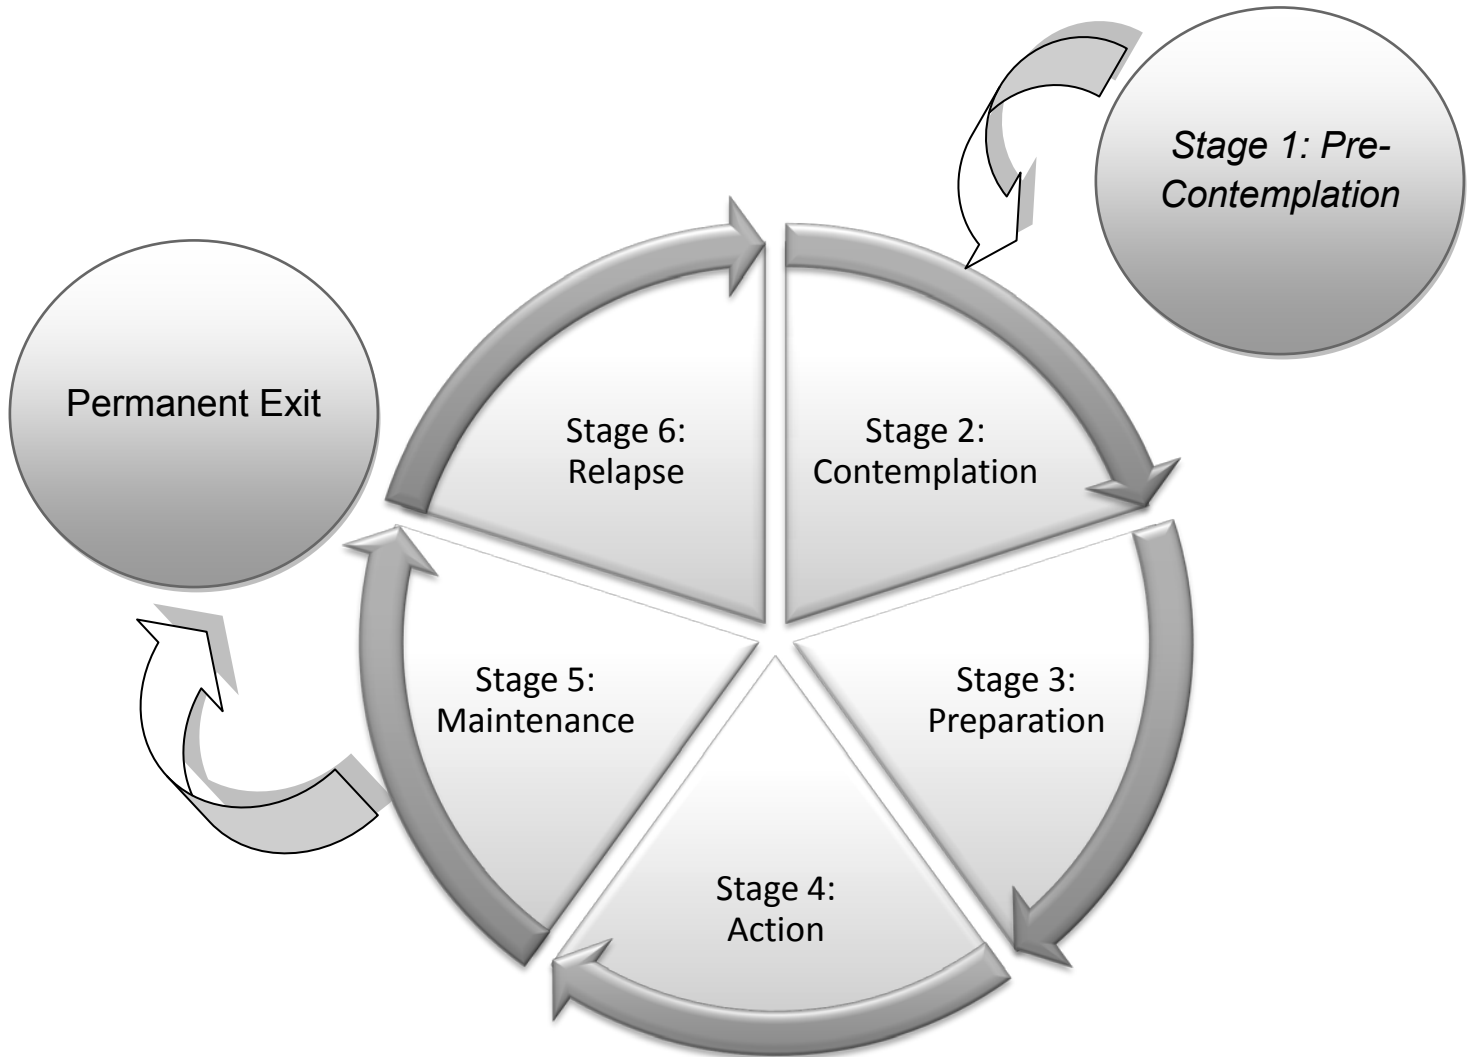 Stage 1: Pre-
Contemplation
Permanent Exit
Stage 6:
Relapse
Stage 2:
Contemplation
Stage 5:
Maintenance
Stage 3:
Preparation
Stage 4:
Action